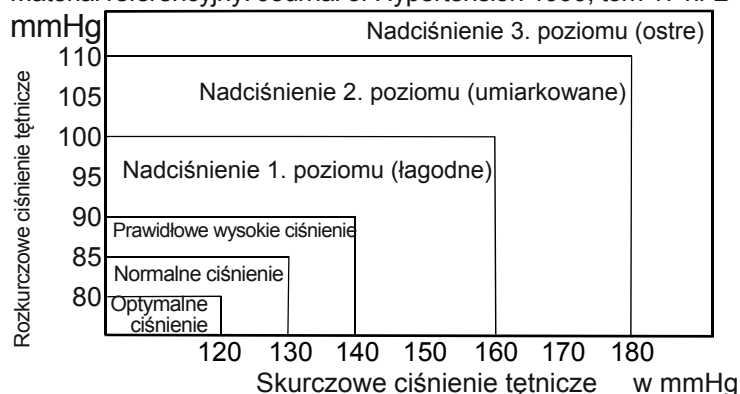 mmHg
Nadciśnienie 3. poziomu (ostre)
110
105
Nadciśnienie 2. poziomu (umiarkowane)
100
95
Nadciśnienie 1. poziomu (łagodne)
90
Prawidłowe wysokie ciśnienie
85
Normalne ciśnienie
80
Optymalne
ciśnienie
Rozkurczowe ciśnienie tętnicze
120 130 140 150 160 170 180
Skurczowe ciśnienie tętnicze w mmHg